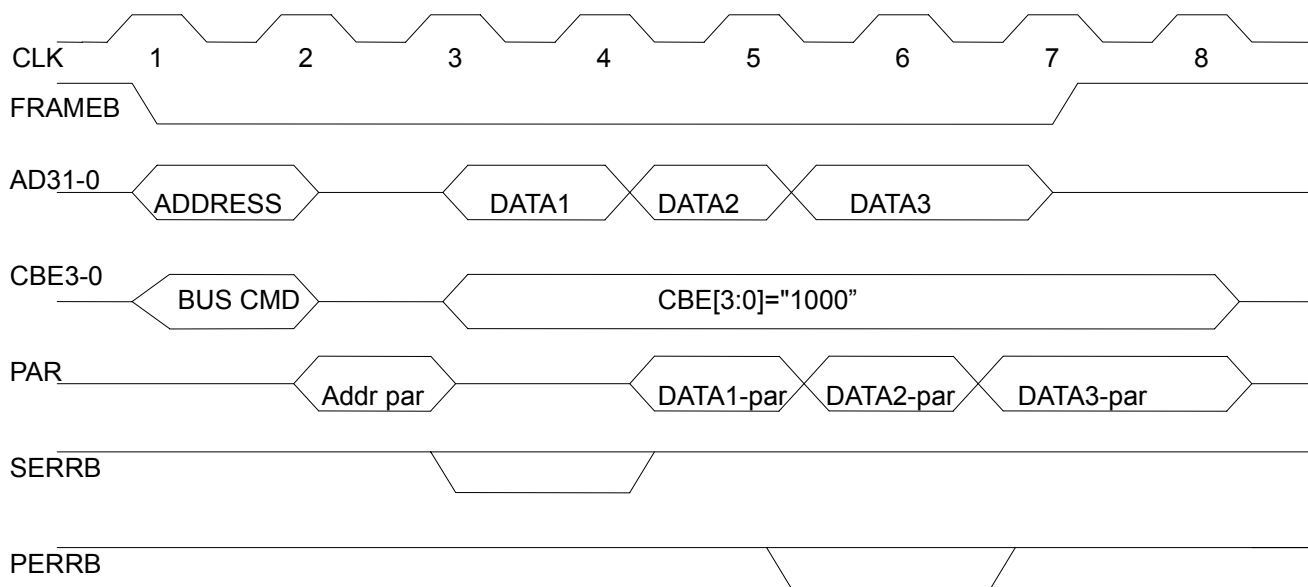 CLK 1 2 3 4 5 6 7 8
FRAMEB
AD31-0
ADDRESS DATA1 DATA2 DATA3
CBE3-0
BUS CMD CBE[3:0]="1000”
PAR
Addr par DATA1-par DATA2-par DATA3-par
SERRB
PERRB